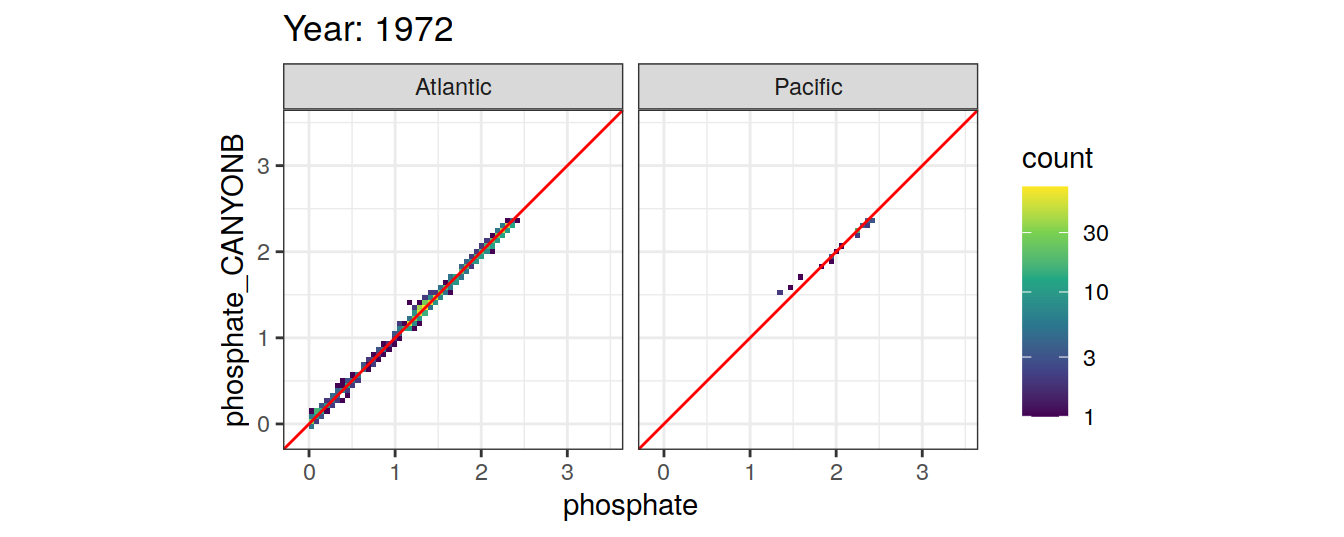 Year: 1972
Atlantic
Pacific
phosphate_CANYONB
3
2
1
0
0 1 2 3
0 1 2 3
phosphate
count
30
10
3
1